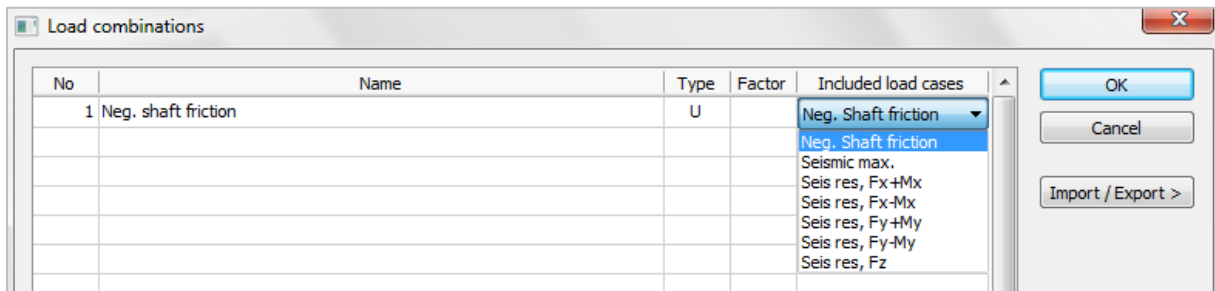 Load combinations
No Name Type Factor Included load cases
1 Neg. shaft friction U Neg. Shaft friction
Neg. Shaft friction
Seismic max.
Seis res, Fx+Mx
Seis res, Fx-Mx
Seis res, Fy+My
Seis res, Fy-My
Seis res, Fz
OK
Cancel
Import / Export >